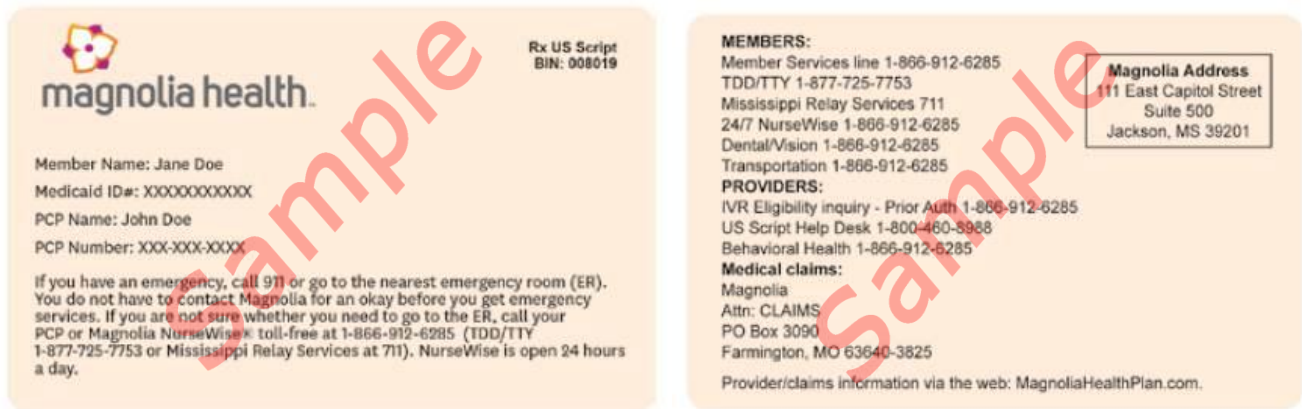 magnolia health™
Rx US Script
BIN: 008019
Member Name: Jane Doe
Medicaid ID#: XXXXXXXXXXX
PCP Name: John Doe
PCP Number: XXX-XXX-XXXX
If you have an emergency, call 911 or go to the nearest emergency room (ER).
You do not have to contact Magnolia for an okay before you get emergency
services. If you are not sure whether you need to go to the ER, call your
PCP or Magnolia NurseWise® toll-free at 1-866-912-6285 (TDD/TTY
1-877-725-7753 or Mississippi Relay Services at 711). NurseWise is open 24 hours
a day.
Sample
MEMBERS:
Member Services line 1-866-912-6285
TDD/TTY 1-877-725-7753
Mississippi Relay Services 711
24/7 NurseWise 1-866-912-6285
Dental/Vision 1-866-912-6285
Transportation 1-866-912-6285
PROVIDERS:
IVR Eligibility inquiry - Prior Auth 1-866-912-6285
US Script Help Desk 1-800-460-8988
Behavioral Health 1-866-912-6285
Medical claims:
Magnolia
Attn: CLAIMS
PO Box 3090
Farmington, MO 63640-3825
Provider/claims information via the web: MagnoliaHealthPlan.com.
Magnolia Address
111 East Capitol Street
Suite 500
Jackson, MS 39201
Sample